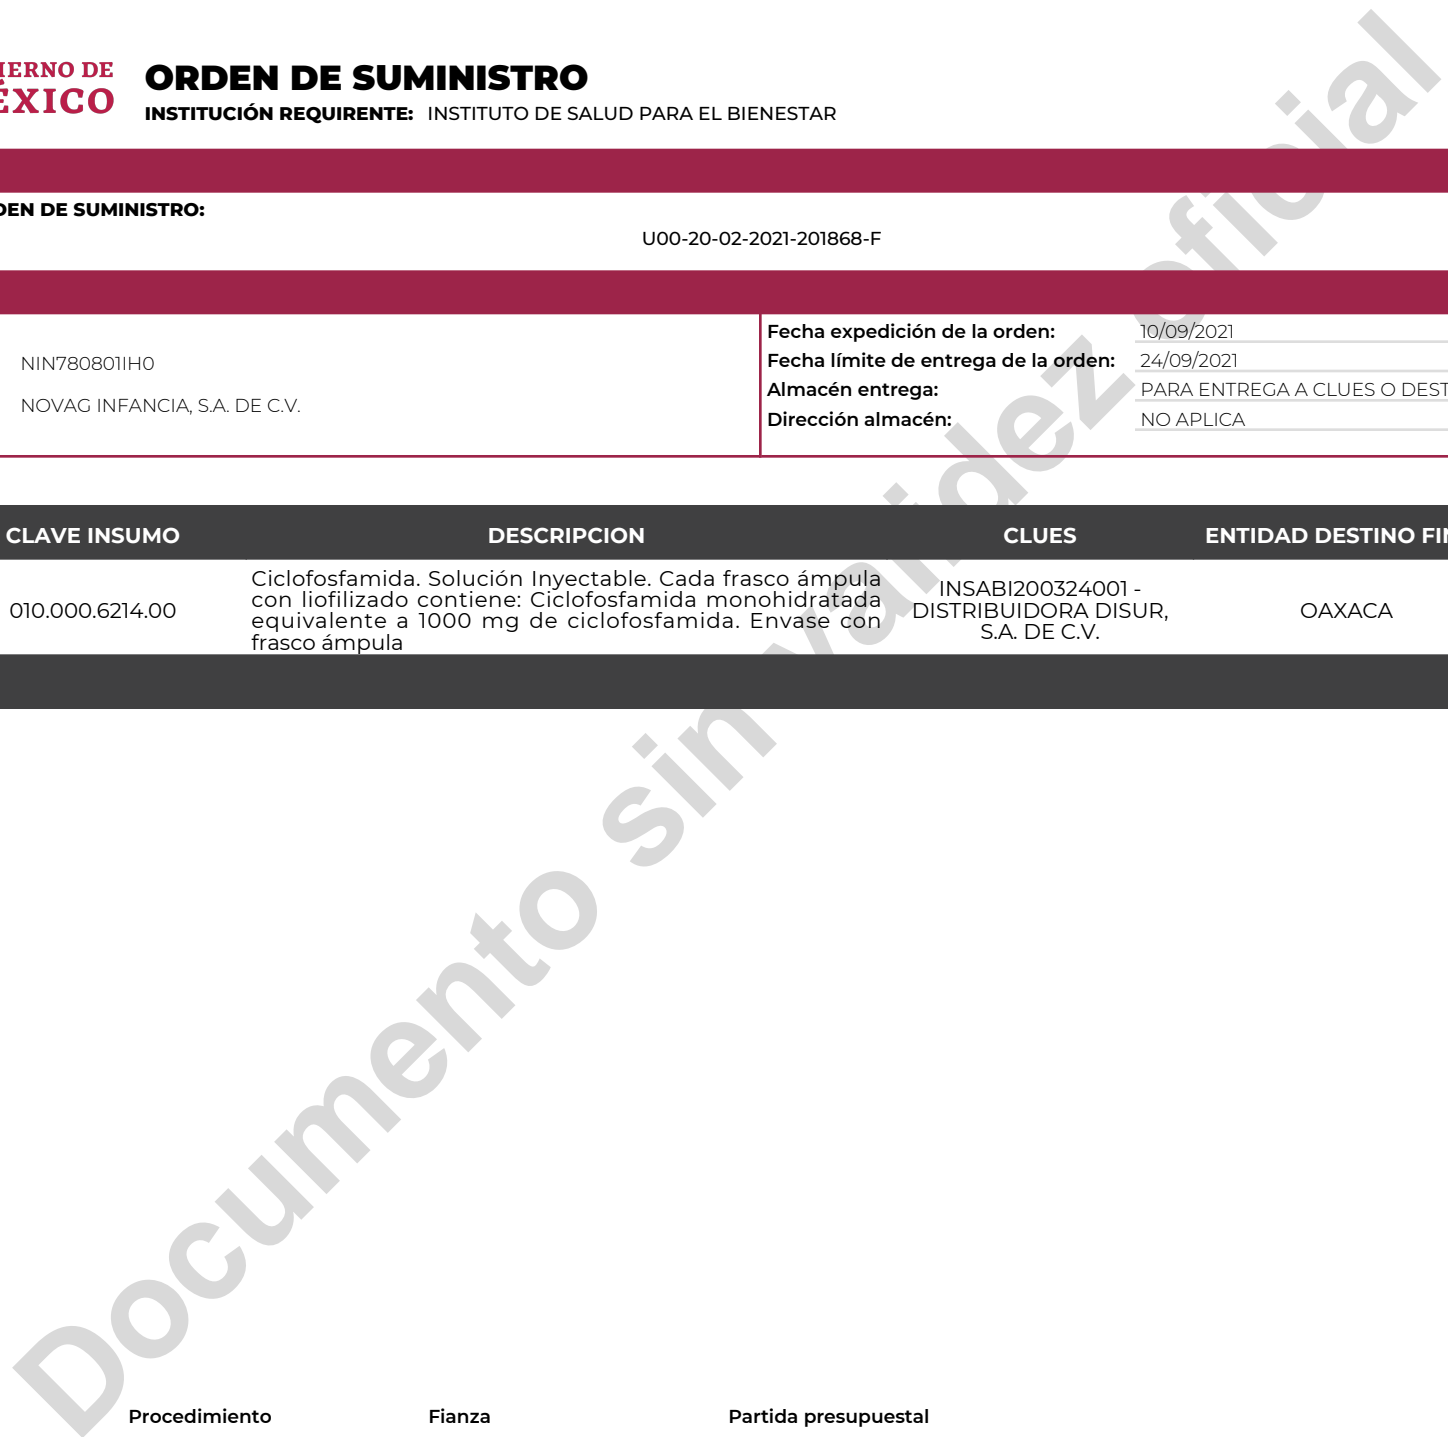 IERNO DE
ÉXICO
ORDEN DE SUMINISTRO
INSTITUCIÓN REQUIRENTE: INSTITUTO DE SALUD PARA EL BIENESTAR
DEN DE SUMINISTRO:
U00-20-02-2021-201868-F
NIN780801IH0
NOVAG INFANCIA, S.A. DE C.V.
Fecha expedición de la orden: 10/09/2021
Fecha límite de entrega de la orden: 24/09/2021
Almacén entrega: PARA ENTREGA A CLUES O DEST
Dirección almacén: NO APLICA
CLAVE INSUMO DESCRIPCION CLUES ENTIDAD DESTINO FIN
010.000.6214.00
Ciclofosfamida. Solución Inyectable. Cada frasco ámpula
con liofilizado contiene: Ciclofosfamida monohidratada
equivalente a 1000 mg de ciclofosfamida. Envase con
frasco ámpula
INSABI200324001 -
DISTRIBUIDORA DISUR,
S.A. DE C.V.
OAXACA
Documento sin validez oficial
Procedimiento Fianza Partida presupuestal